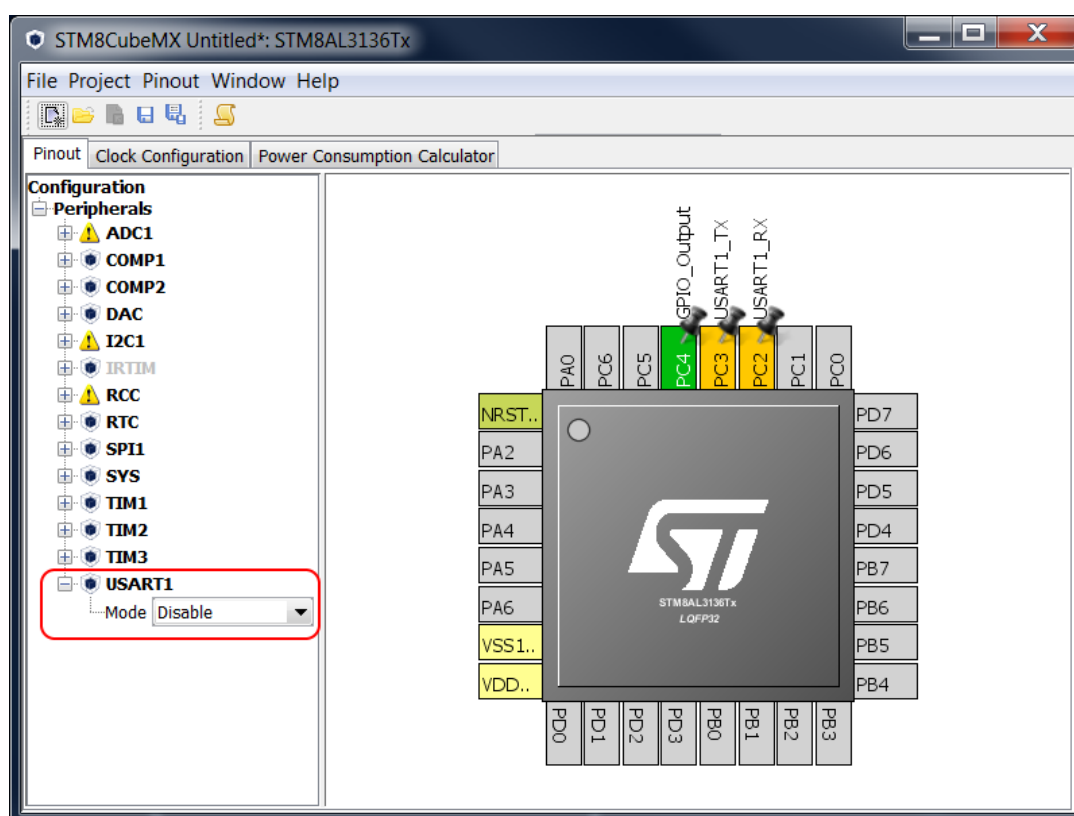 STM8CubeMX Untitled*: STM8AL3136Tx
File Project Pinout Window Help
Pinout Clock Configuration Power Consumption Calculator
Configuration
Peripherals
ADC1
COMP1
COMP2
DAC
I2C1
IRTIM
RCC
RTC
SPI1
SYS
TIM1
TIM2
TIM3
USART1
Mode Disable
GPIO_Output
USART1_TX
USART1_RX
PA0
PC6
PC5
PC4
PC3
PC2
PC1
PC0
NRST..
PA2
PA3
PA4
PA5
PA6
VSS1..
VDD..
ST
STM8AL3136Tx
LQFP32
PD7
PD6
PD5
PD4
PB7
PB6
PB5
PB4
PD0
PD1
PD2
PD3
PB0
PB1
PB2
PB3